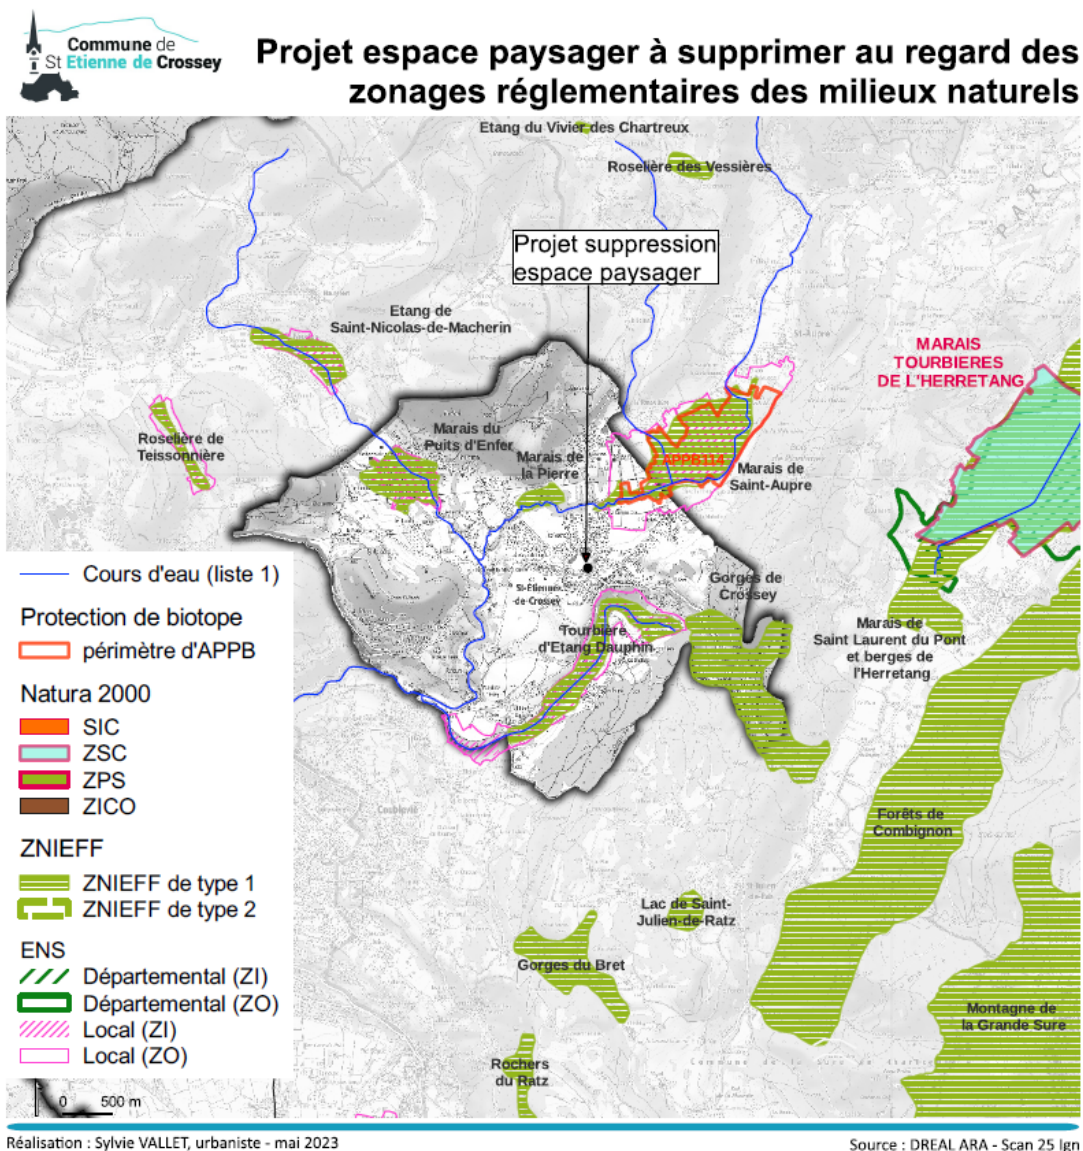 Commune de
St Etienne de Crossey
Projet espace paysager à supprimer au regard des
zonages réglementaires des milieux naturels
Etang du Vivier des Chartreux
Roselière des Vessières
Projet suppression
espace paysager
Etang de
Saint-Nicolas-de-Macherin
MARAIS
TOURBIERES
DE L'HERRETANG
Roselière de
Teissonnière
Marais du
Puits d'Enfer
Marais de
la Pierre
APPB114
Marais de
Saint-Aupre
St-Etienne
-de-Crossey
Gorges de
Crossey
Tourbière
d'Etang Dauphin
Marais de
Saint Laurent du Pont
et berges de
l'Herretang
Cours d'eau (liste 1)
Protection de biotope
périmètre d'APPB
Natura 2000
SIC
ZSC
ZPS
ZICO
ZNIEFF
ZNIEFF de type 1
ZNIEFF de type 2
ENS
Départemental (ZI)
Départemental (ZO)
Local (ZI)
Local (ZO)
Forêts de
Combignon
Lac de Saint-
Julien-de-Ratz
Gorges du Bret
Montagne de
la Grande Sure
Rochers
du Ratz
0 500 m
Réalisation : Sylvie VALLET, urbaniste - mai 2023
Source : DREAL ARA - Scan 25 Ign